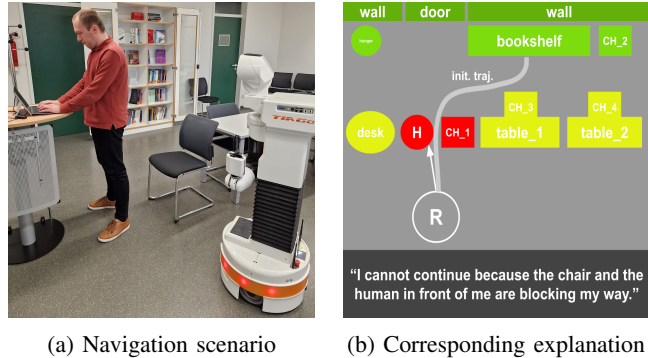 TIAGo
wall door wall
hanger
bookshelf
CH_2
init. traj.
CH_3
CH_4
desk
H
CH_1
table_1
table_2
R
“I cannot continue because the chair and the
human in front of me are blocking my way.”
(a) Navigation scenario
(b) Corresponding explanation